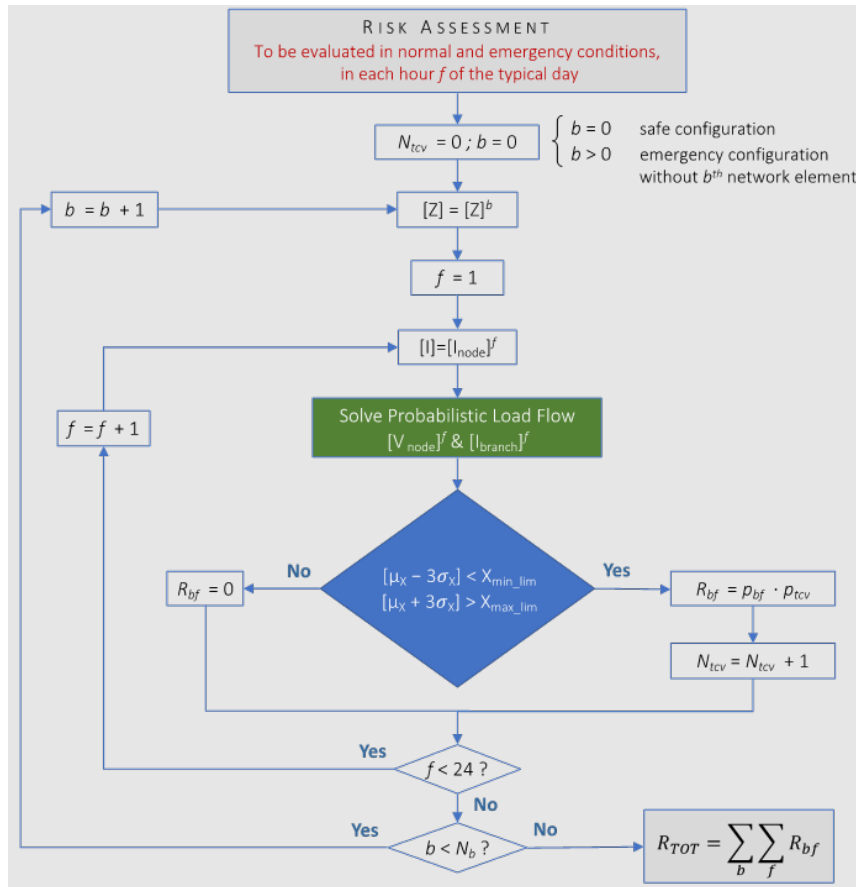 RISK ASSESSMENT
To be evaluated in normal and emergency conditions,
in each hour f of the typical day
N_tcv = 0 ; b = 0
{ b = 0 safe configuration
b > 0 emergency configuration
without b^th network element
b = b + 1
[Z] = [Z]^b
f = 1
[I]=[I_node]^f
Solve Probabilistic Load Flow
[V_node]^f & [I_branch]^f
f = f + 1
[μ_X − 3σ_X] < X_min_lim
[μ_X + 3σ_X] > X_max_lim
No
Yes
R_bf = 0
R_bf = p_bf · p_tcv
N_tcv = N_tcv + 1
Yes
f < 24 ?
No
Yes
b < N_b ?
No
R_TOT = ∑_b ∑_f R_bf